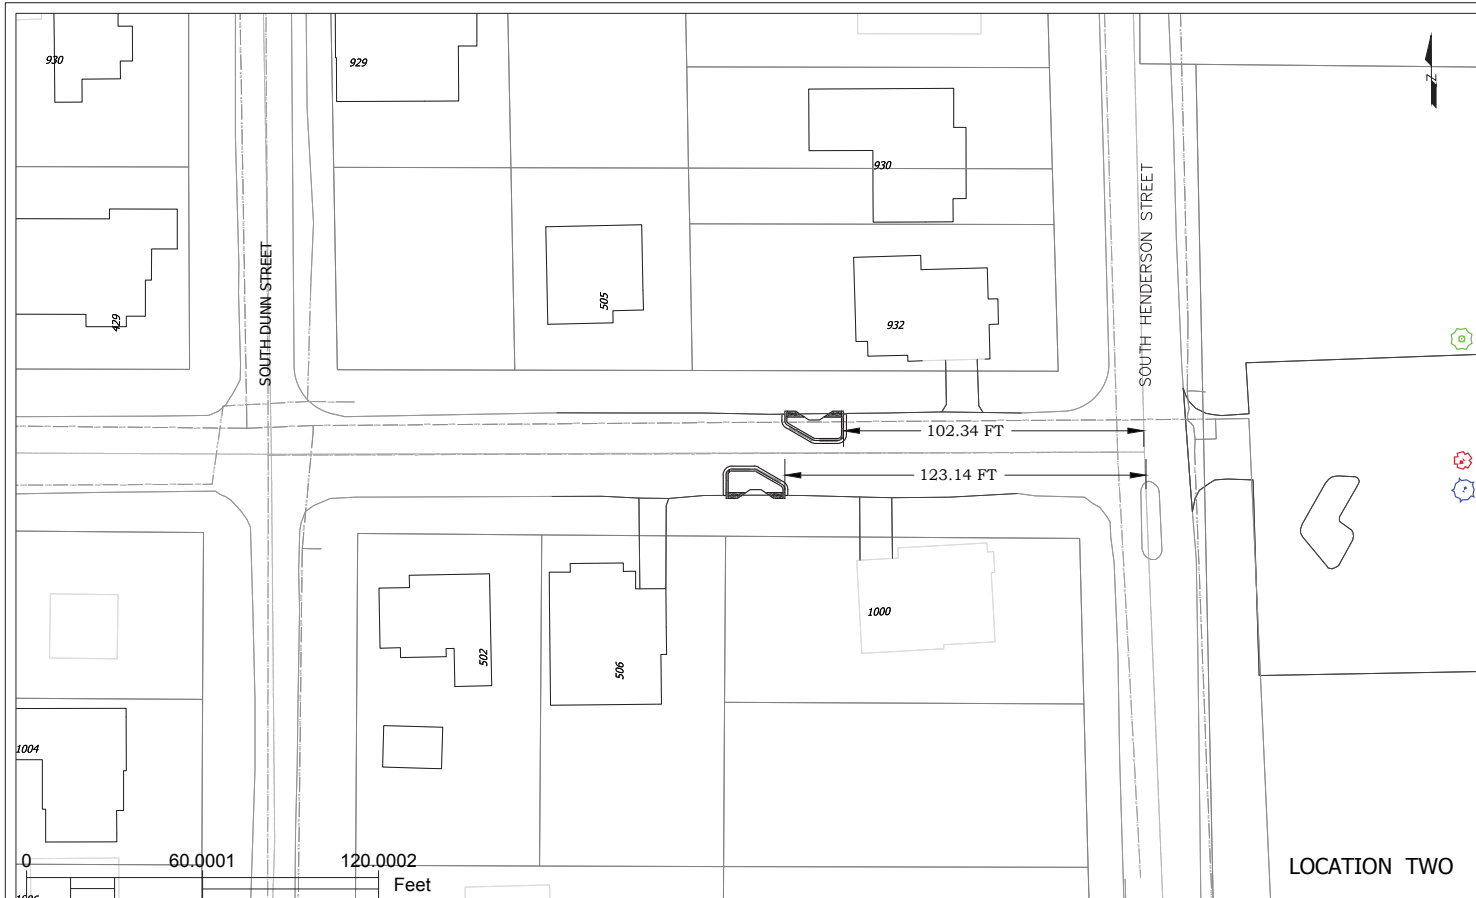 930
929
N
930
SOUTH HENDERSON STREET
SOUTH DUNN STREET
505
429
932
102.34 FT
123.14 FT
1000
502
506
1004
0 60.0001 120.0002
Feet
LOCATION TWO